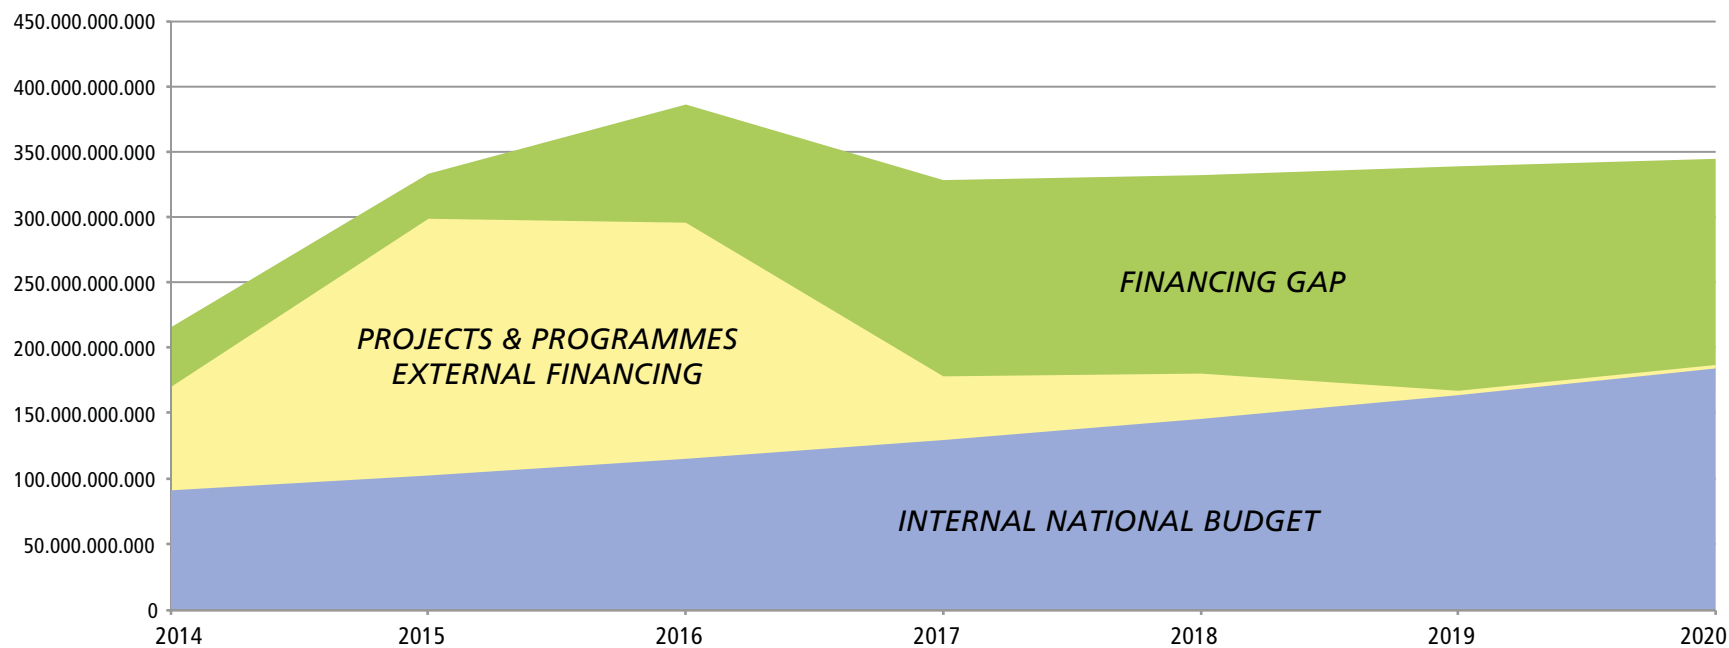 450.000.000.000
400.000.000.000
350.000.000.000
300.000.000.000
250.000.000.000
200.000.000.000
150.000.000.000
100.000.000.000
50.000.000.000
0
FINANCING GAP
PROJECTS & PROGRAMMES
EXTERNAL FINANCING
INTERNAL NATIONAL BUDGET
2014 2015 2016 2017 2018 2019 2020